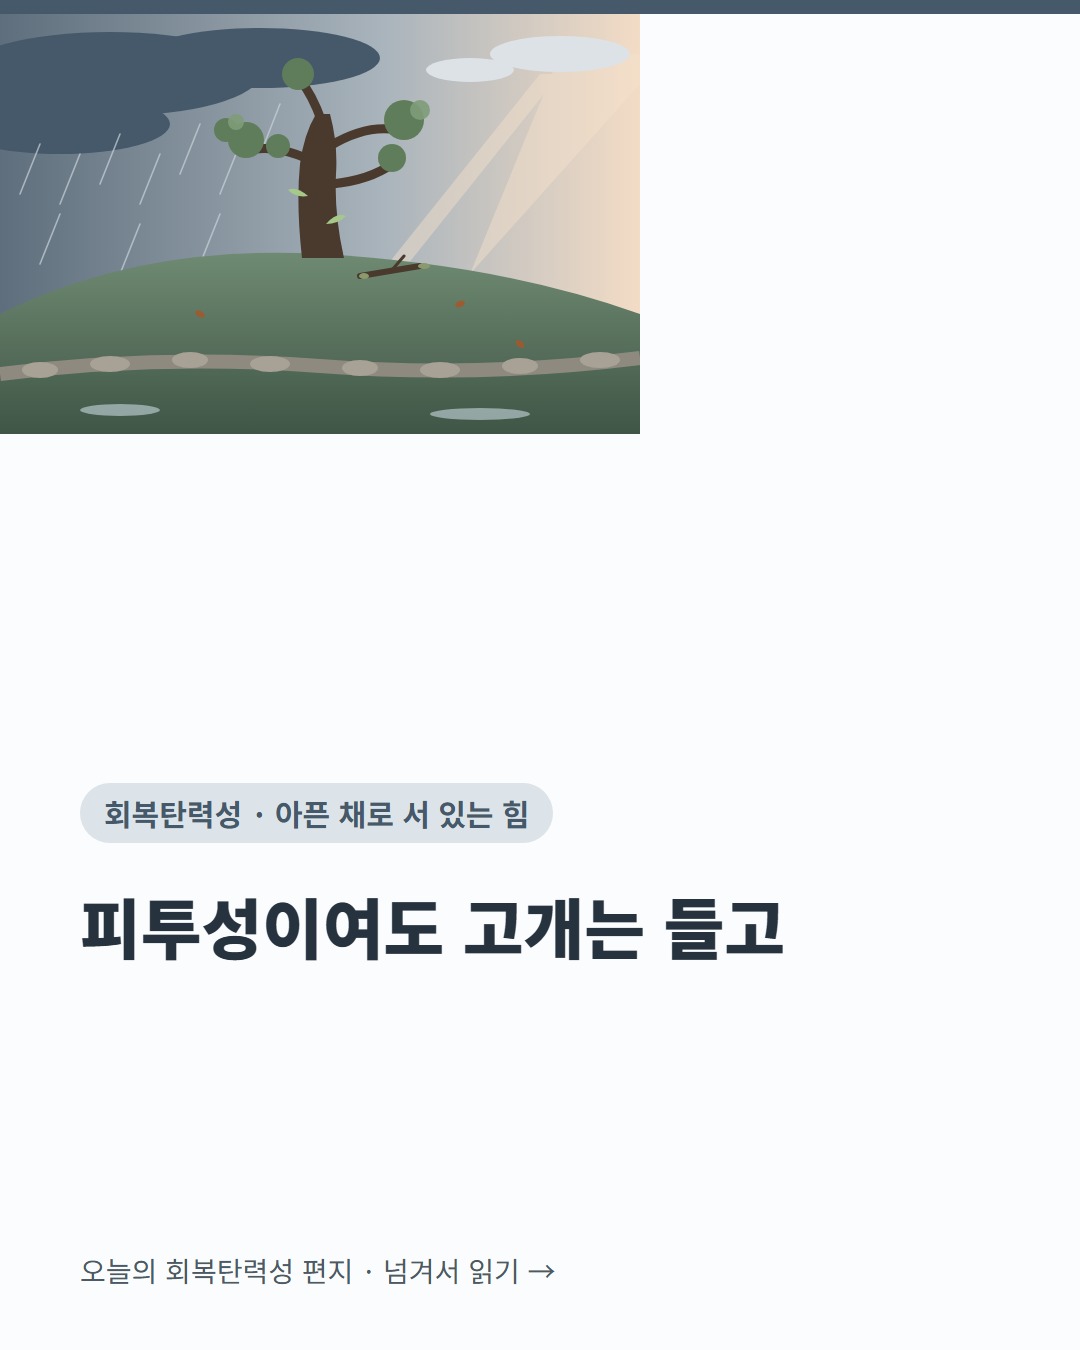 회복탄력성 · 아픈 채로 서 있는 힘
피투성이여도 고개는 들고
오늘의 회복탄력성 편지 · 넘겨서 읽기 →